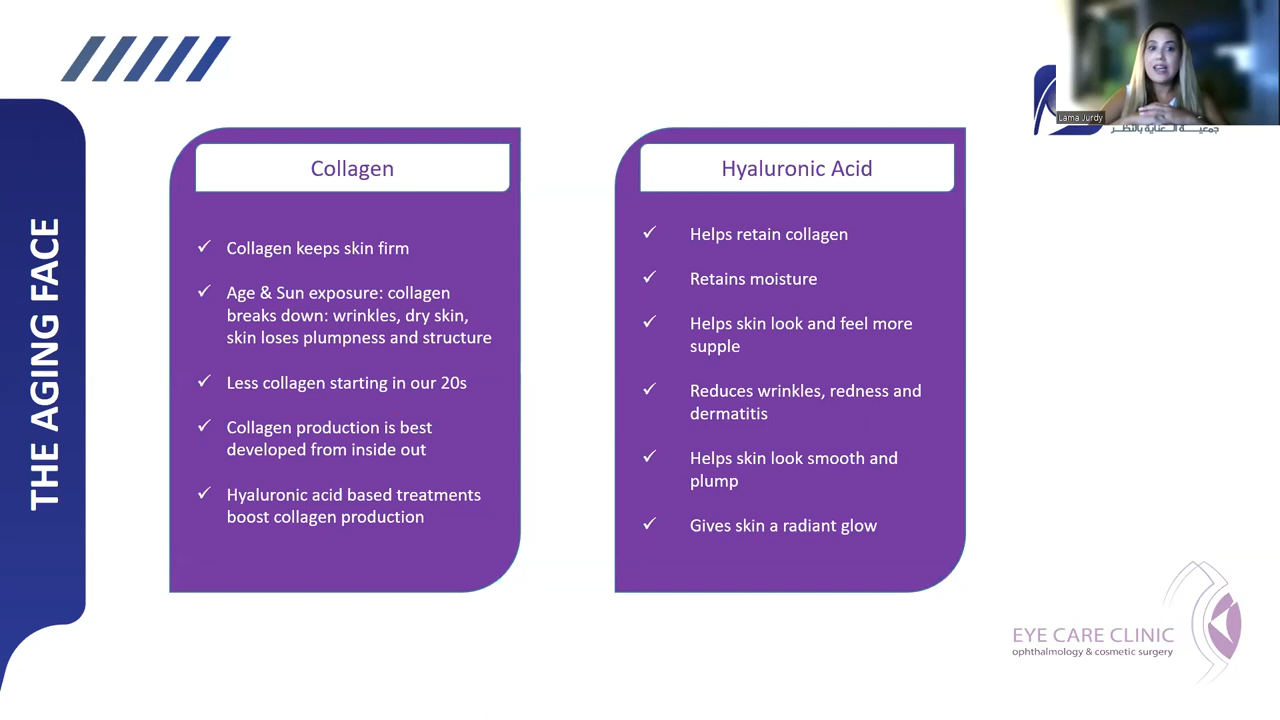 THE AGING FACE
Collagen
Collagen keeps skin firm
Age & Sun exposure: collagen
breaks down: wrinkles, dry skin,
skin loses plumpness and structure
Less collagen starting in our 20s
Collagen production is best
developed from inside out
Hyaluronic acid based treatments
boost collagen production
Hyaluronic Acid
Helps retain collagen
Retains moisture
Helps skin look and feel more
supple
Reduces wrinkles, redness and
dermatitis
Helps skin look smooth and
plump
Gives skin a radiant glow
Lama Jurdy
جمعيـــة العـناية بالنظـر
EYE CARE CLINIC
ophthalmology & cosmetic surgery